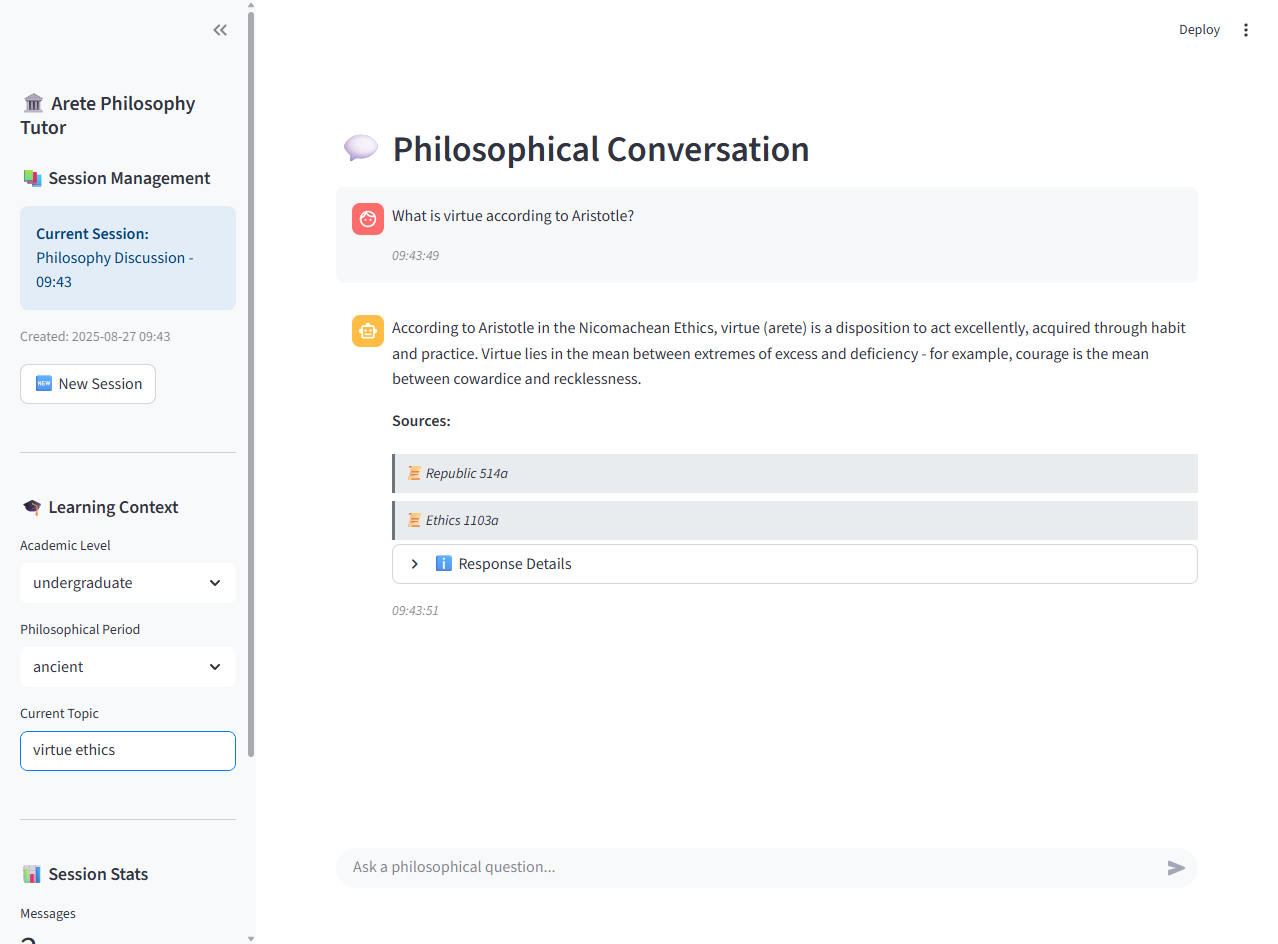 Deploy
Arete Philosophy
Tutor
Session Management
Current Session:
Philosophy Discussion -
09:43
Created: 2025-08-27 09:43
NEW New Session
Learning Context
Academic Level
undergraduate
Philosophical Period
ancient
Current Topic
virtue ethics
Session Stats
Messages
Philosophical Conversation
What is virtue according to Aristotle?
09:43:49
According to Aristotle in the Nicomachean Ethics, virtue (arete) is a disposition to act excellently, acquired through habit
and practice. Virtue lies in the mean between extremes of excess and deficiency - for example, courage is the mean
between cowardice and recklessness.
Sources:
Republic 514a
Ethics 1103a
Response Details
09:43:51
Ask a philosophical question...